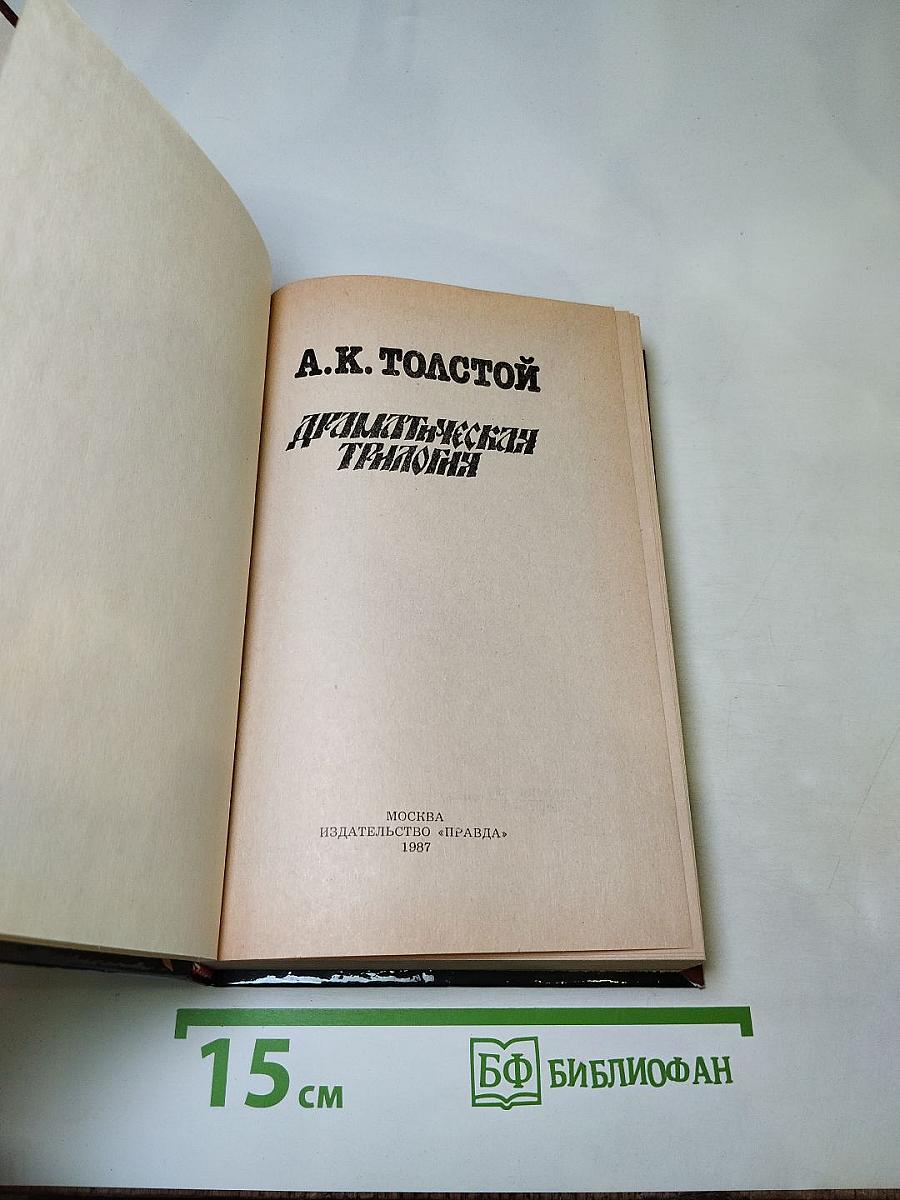 А.К. ТОЛСТОЙ
ДРАМАТИЧЕСКАЯ
ТРИЛОГИЯ
МОСКВА
ИЗДАТЕЛЬСТВО «ПРАВДА»
1987
15 см
БФ БИБЛИОФАН